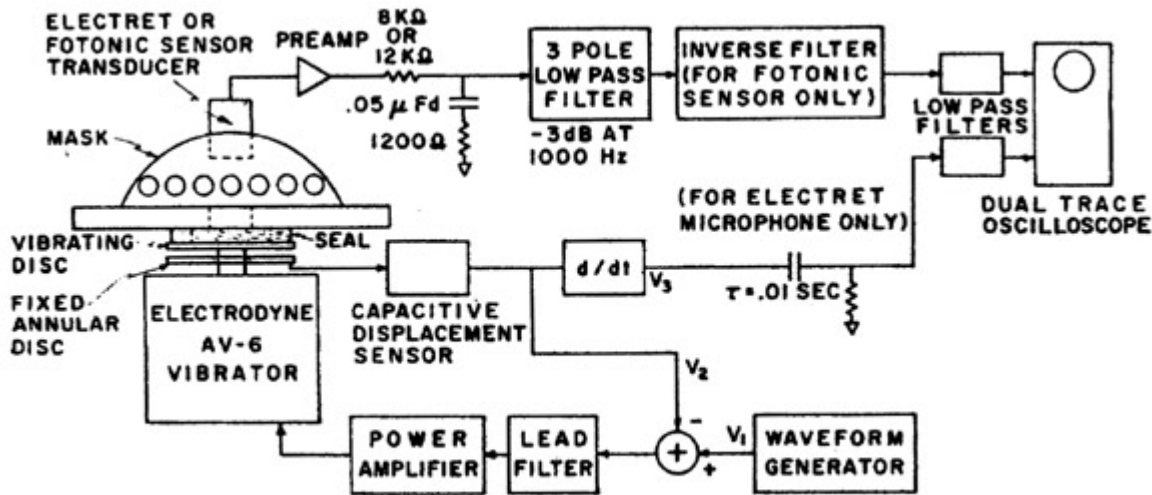 ELECTRET OR
FOTONIC SENSOR
TRANSDUCER
PREAMP
8KΩ
OR
12KΩ
.05 μFd
1200Ω
3 POLE
LOW PASS
FILTER
-3dB AT
1000 Hz
INVERSE FILTER
(FOR FOTONIC
SENSOR ONLY)
LOW PASS
FILTERS
DUAL TRACE
OSCILLOSCOPE
MASK
(FOR ELECTRET
MICROPHONE ONLY)
VIBRATING
DISC
SEAL
FIXED
ANNULAR
DISC
ELECTRODYNE
AV-6
VIBRATOR
CAPACITIVE
DISPLACEMENT
SENSOR
d/dt
V3
τ=.01 SEC
V2
POWER
AMPLIFIER
LEAD
FILTER
-
+
+
V1
WAVEFORM
GENERATOR